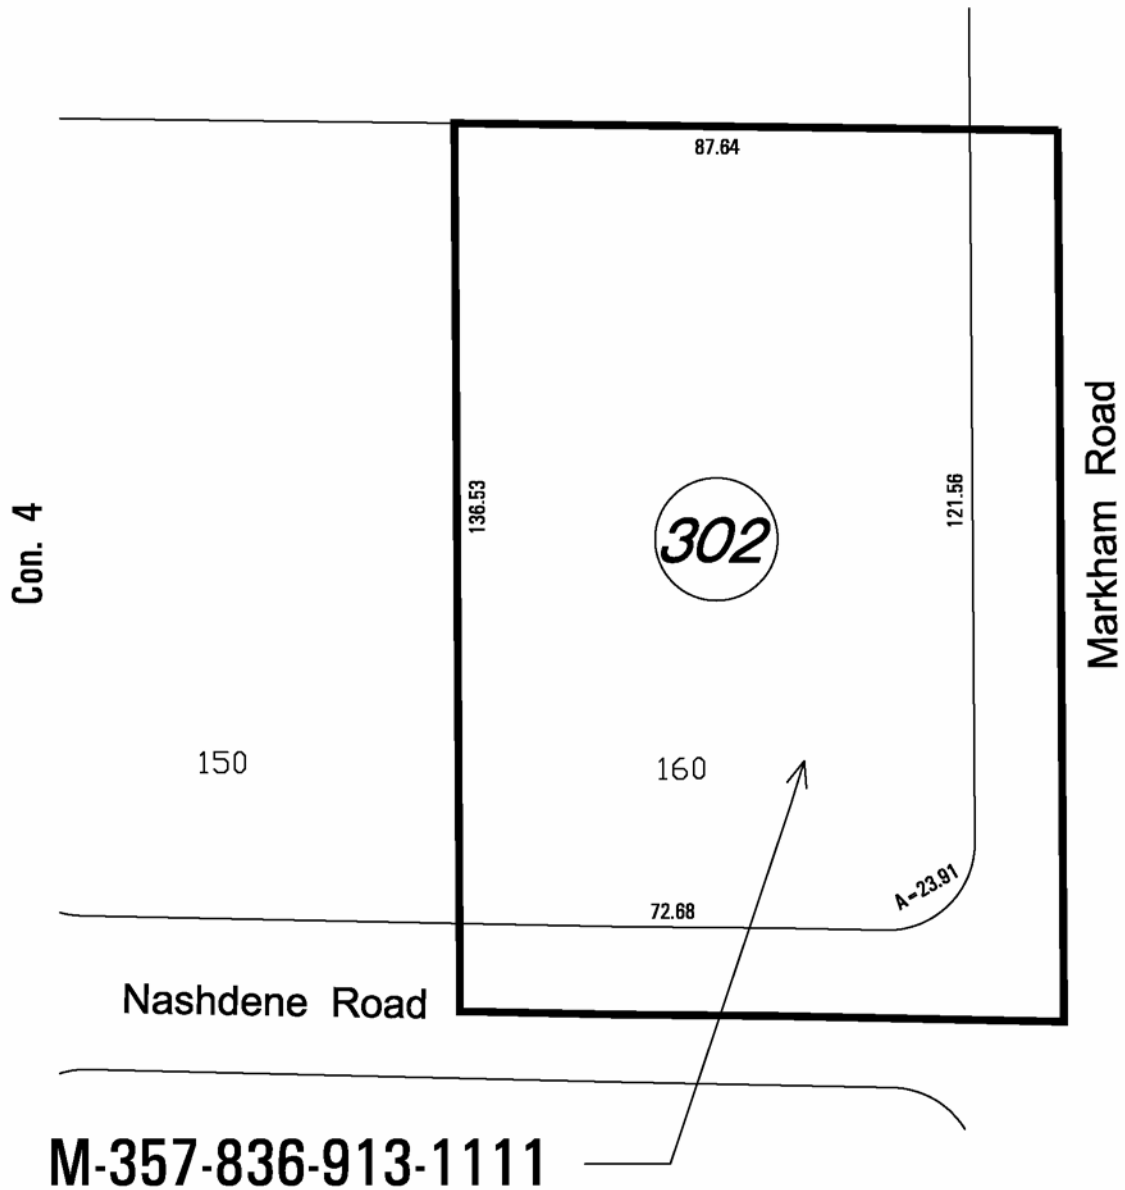 87.64
Con. 4
136.53
302
121.56
Markham Road
150
160
A=23.91
72.68
Nashdene Road
M-357-836-913-1111